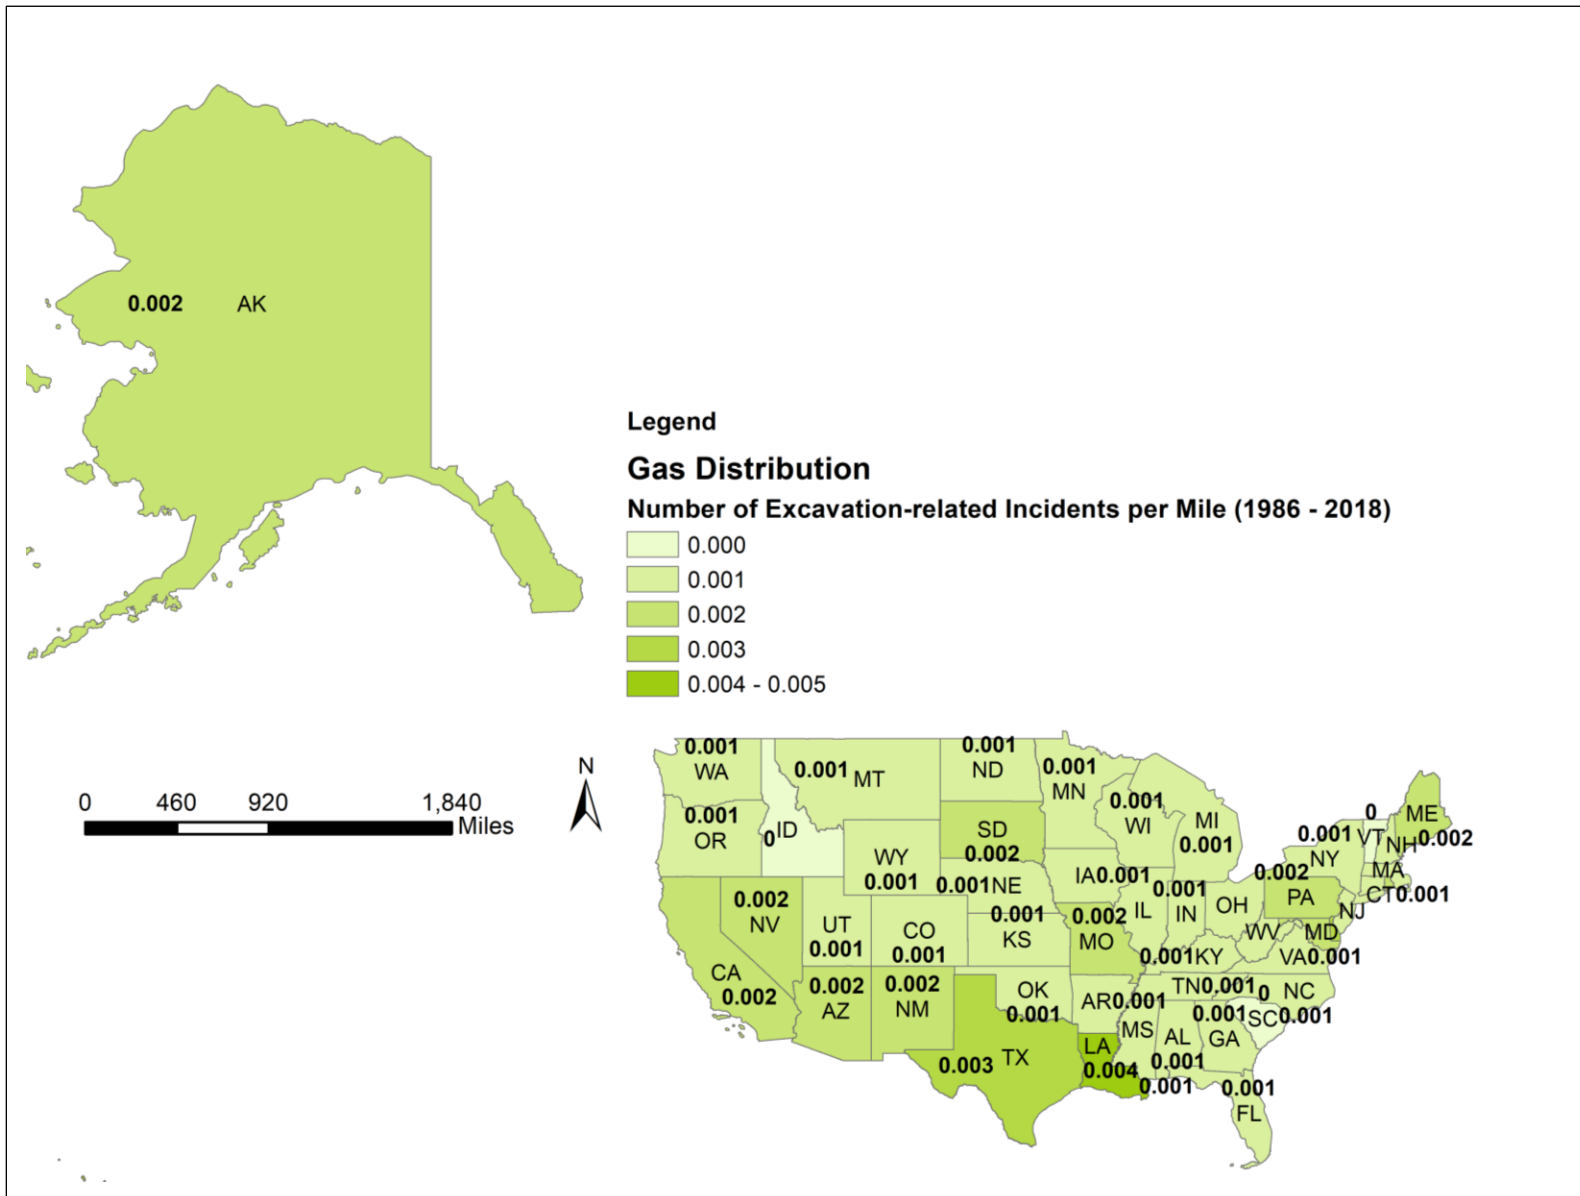 0.002 AK
Legend
Gas Distribution
Number of Excavation-related Incidents per Mile (1986 - 2018)
0.000
0.001
0.002
0.003
0.004 - 0.005
N
0 460 920 1,840
Miles
0.001
WA
0.001
OR
0
ID
0.001 MT
0.001
ND
0.001
MN
0.001
WI
MI
0.001
SD
0.002
WY
0.001
0.001 NE
IA 0.001
0.002
NV
UT
0.001
CO
0.001
0.001
KS
0.002
MO
IL
0.001
IN
OH
0.001 KY
WV
VA 0.001
MD
0.002
PA
NJ
0.001
NY
0
VT
NH
ME
0.002
MA
CT 0.001
CA
0.002
0.002
AZ
0.002
NM
OK
0.001
AR 0.001
TN 0.001
0
NC
SC 0.001
0.001
GA
AL
0.001
MS
0.001
LA
0.004
0.003 TX
0.001
FL